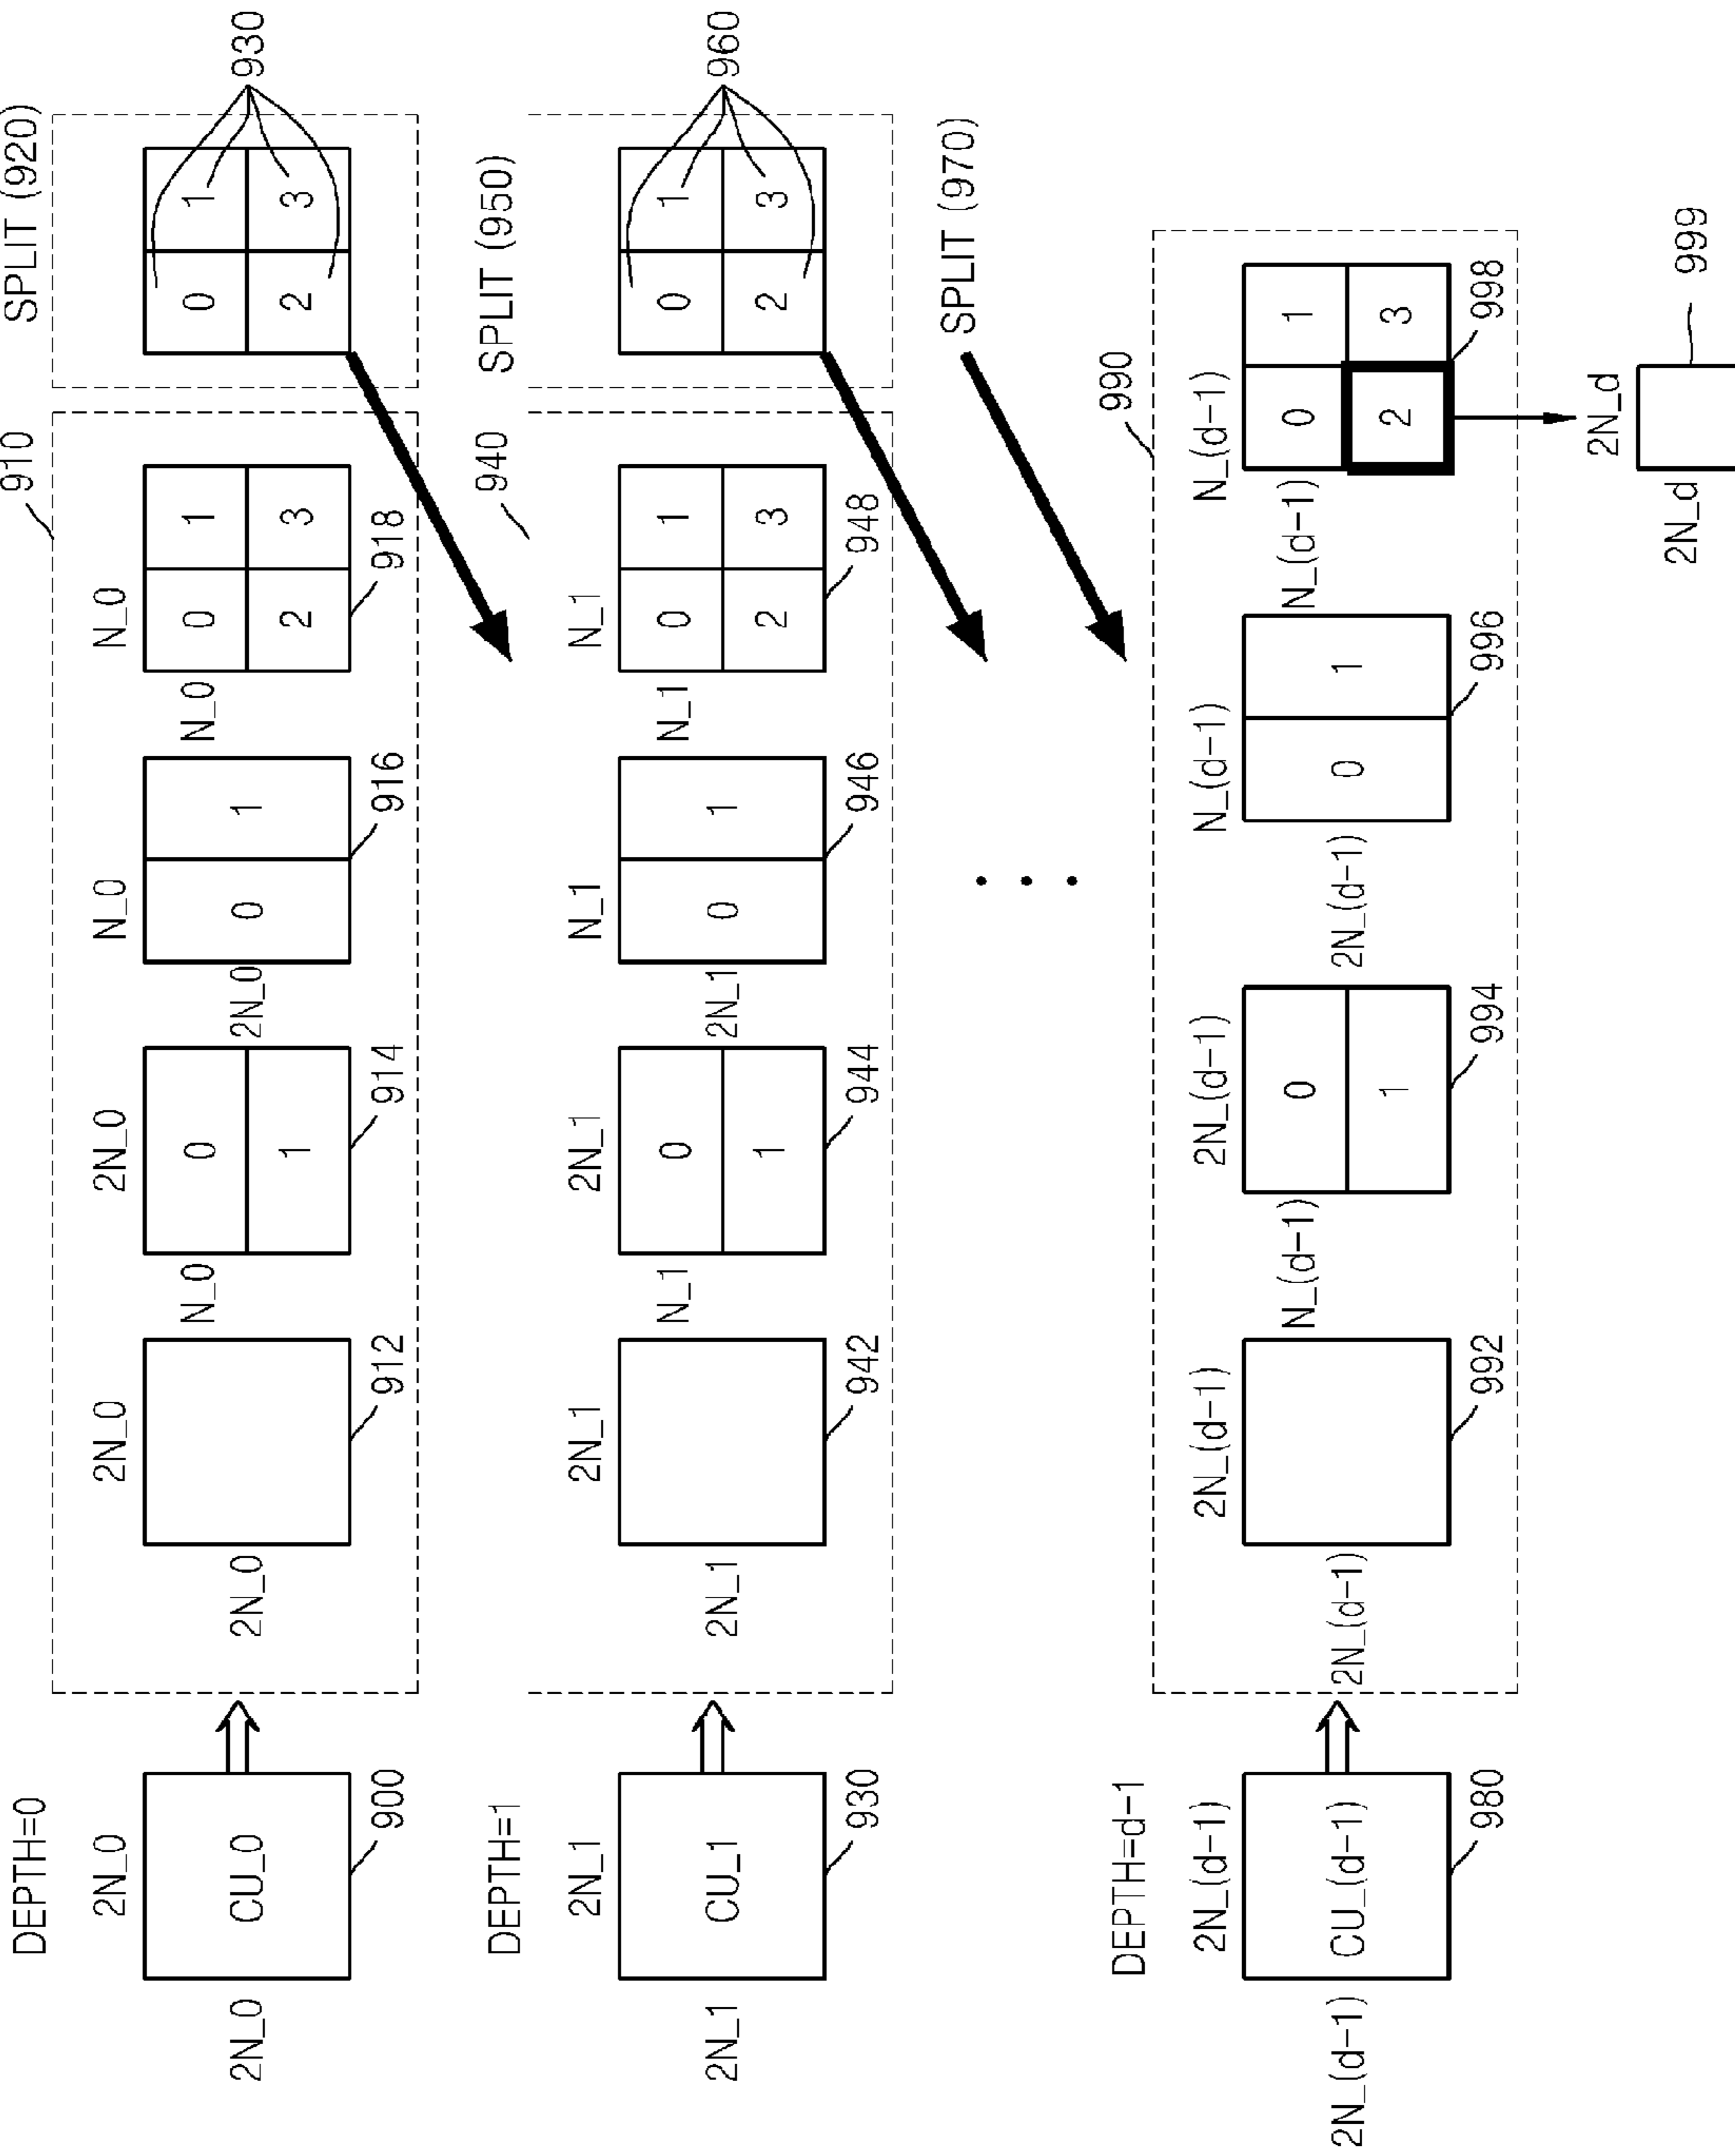 DEPTH=0
910
SPLIT (920)
2N_0
2N_0
2N_0
N_0
N_0
2N_0
CU_0
900
2N_0
912
N_0
0
1
914
2N_0
0
1
916
N_0
0
1
2
3
918
0
1
2
3
930
DEPTH=1
940
SPLIT (950)
2N_1
2N_1
2N_1
N_1
N_1
2N_1
CU_1
930
2N_1
942
N_1
0
1
944
2N_1
0
1
946
N_1
0
1
2
3
948
0
1
2
3
960
SPLIT (970)
DEPTH=d-1
990
2N_(d-1)
2N_(d-1)
2N_(d-1)
N_(d-1)
N_(d-1)
2N_(d-1)
CU_(d-1)
980
2N_(d-1)
992
N_(d-1)
0
1
994
2N_(d-1)
0
1
996
N_(d-1)
0
1
2
3
998
2N_d
2N_d
999